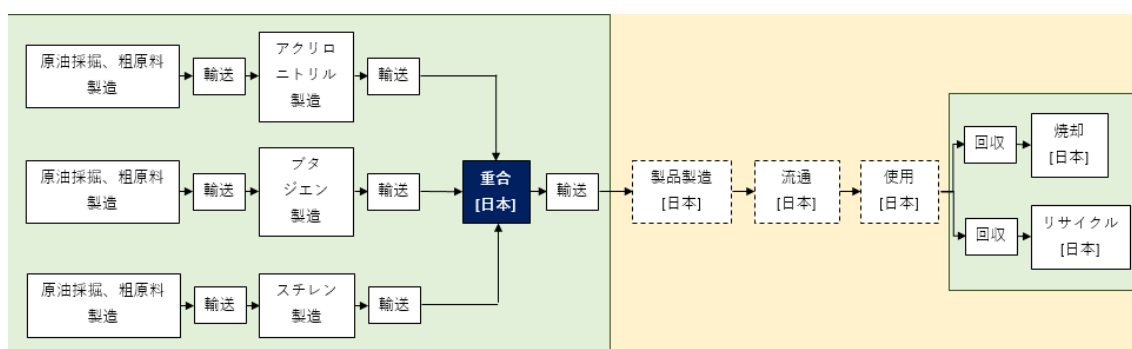 原油採掘、粗原料
製造
輸送
アクリロ
ニトリル
製造
輸送
原油採掘、粗原料
製造
輸送
ブタ
ジエン
製造
輸送
原油採掘、粗原料
製造
輸送
スチレン
製造
輸送
重合
[日本]
輸送
製品製造
[日本]
流通
[日本]
使用
[日本]
回収
焼却
[日本]
回収
リサイクル
[日本]